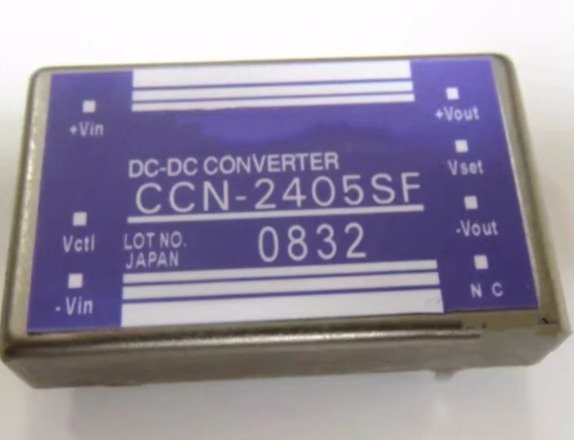 +Vin
+Vout
DC-DC CONVERTER
Vset
CCN-2405SF
Vctl
LOT NO.
JAPAN
0832
-Vout
-Vin
N C